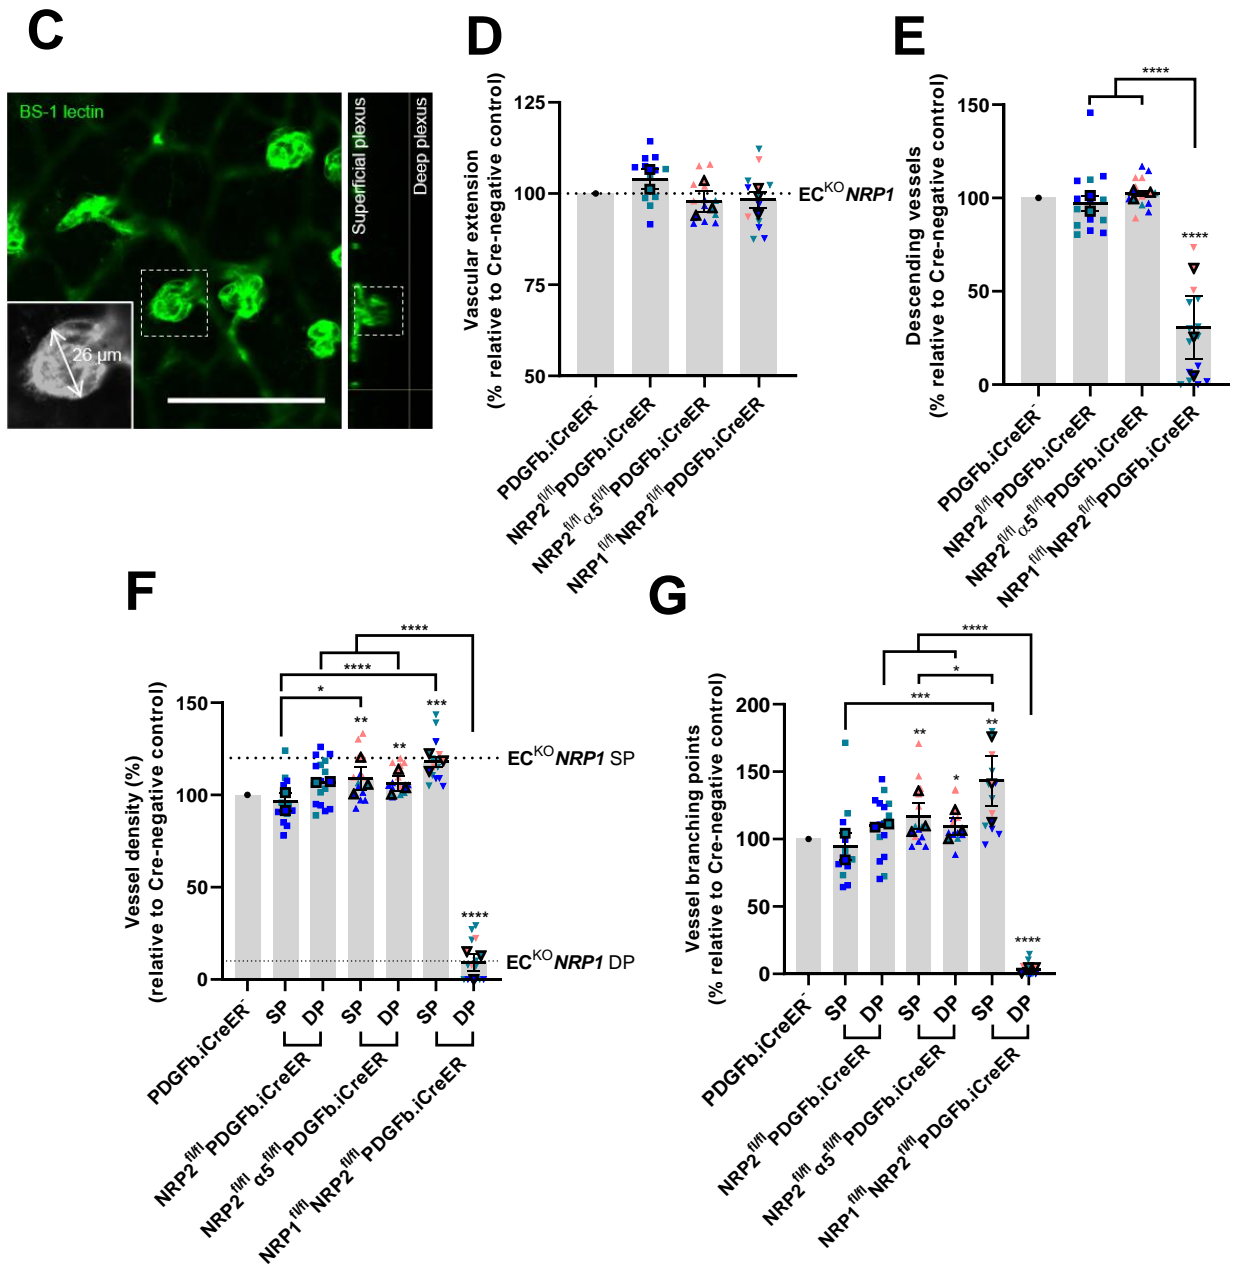 C
BS-1 lectin
26 µm
Superficial plexus
Deep plexus
D
Vascular extension
(% relative to Cre-negative control)
125
100
75
50
EC^KO NRP1
PDGFb.iCreER^-
NRP2^fl/fl PDGFb.iCreER
NRP2^fl/fl α5^fl/fl PDGFb.iCreER
NRP1^fl/fl NRP2^fl/fl PDGFb.iCreER
E
Descending vessels
(% relative to Cre-negative control)
150
100
50
0
****
****
PDGFb.iCreER^-
NRP2^fl/fl PDGFb.iCreER
NRP2^fl/fl α5^fl/fl PDGFb.iCreER
NRP1^fl/fl NRP2^fl/fl PDGFb.iCreER
F
Vessel density (%)
(relative to Cre-negative control)
150
100
50
0
****
****
*
**
**
***
****
EC^KO NRP1 SP
EC^KO NRP1 DP
SP DP SP DP SP DP
PDGFb.iCreER^-
NRP2^fl/fl PDGFb.iCreER
NRP2^fl/fl α5^fl/fl PDGFb.iCreER
NRP1^fl/fl NRP2^fl/fl PDGFb.iCreER
G
Vessel branching points
(% relative to Cre-negative control)
200
150
100
50
0
****
*
***
**
*
**
****
SP DP SP DP SP DP
PDGFb.iCreER^-
NRP2^fl/fl PDGFb.iCreER
NRP2^fl/fl α5^fl/fl PDGFb.iCreER
NRP1^fl/fl NRP2^fl/fl PDGFb.iCreER